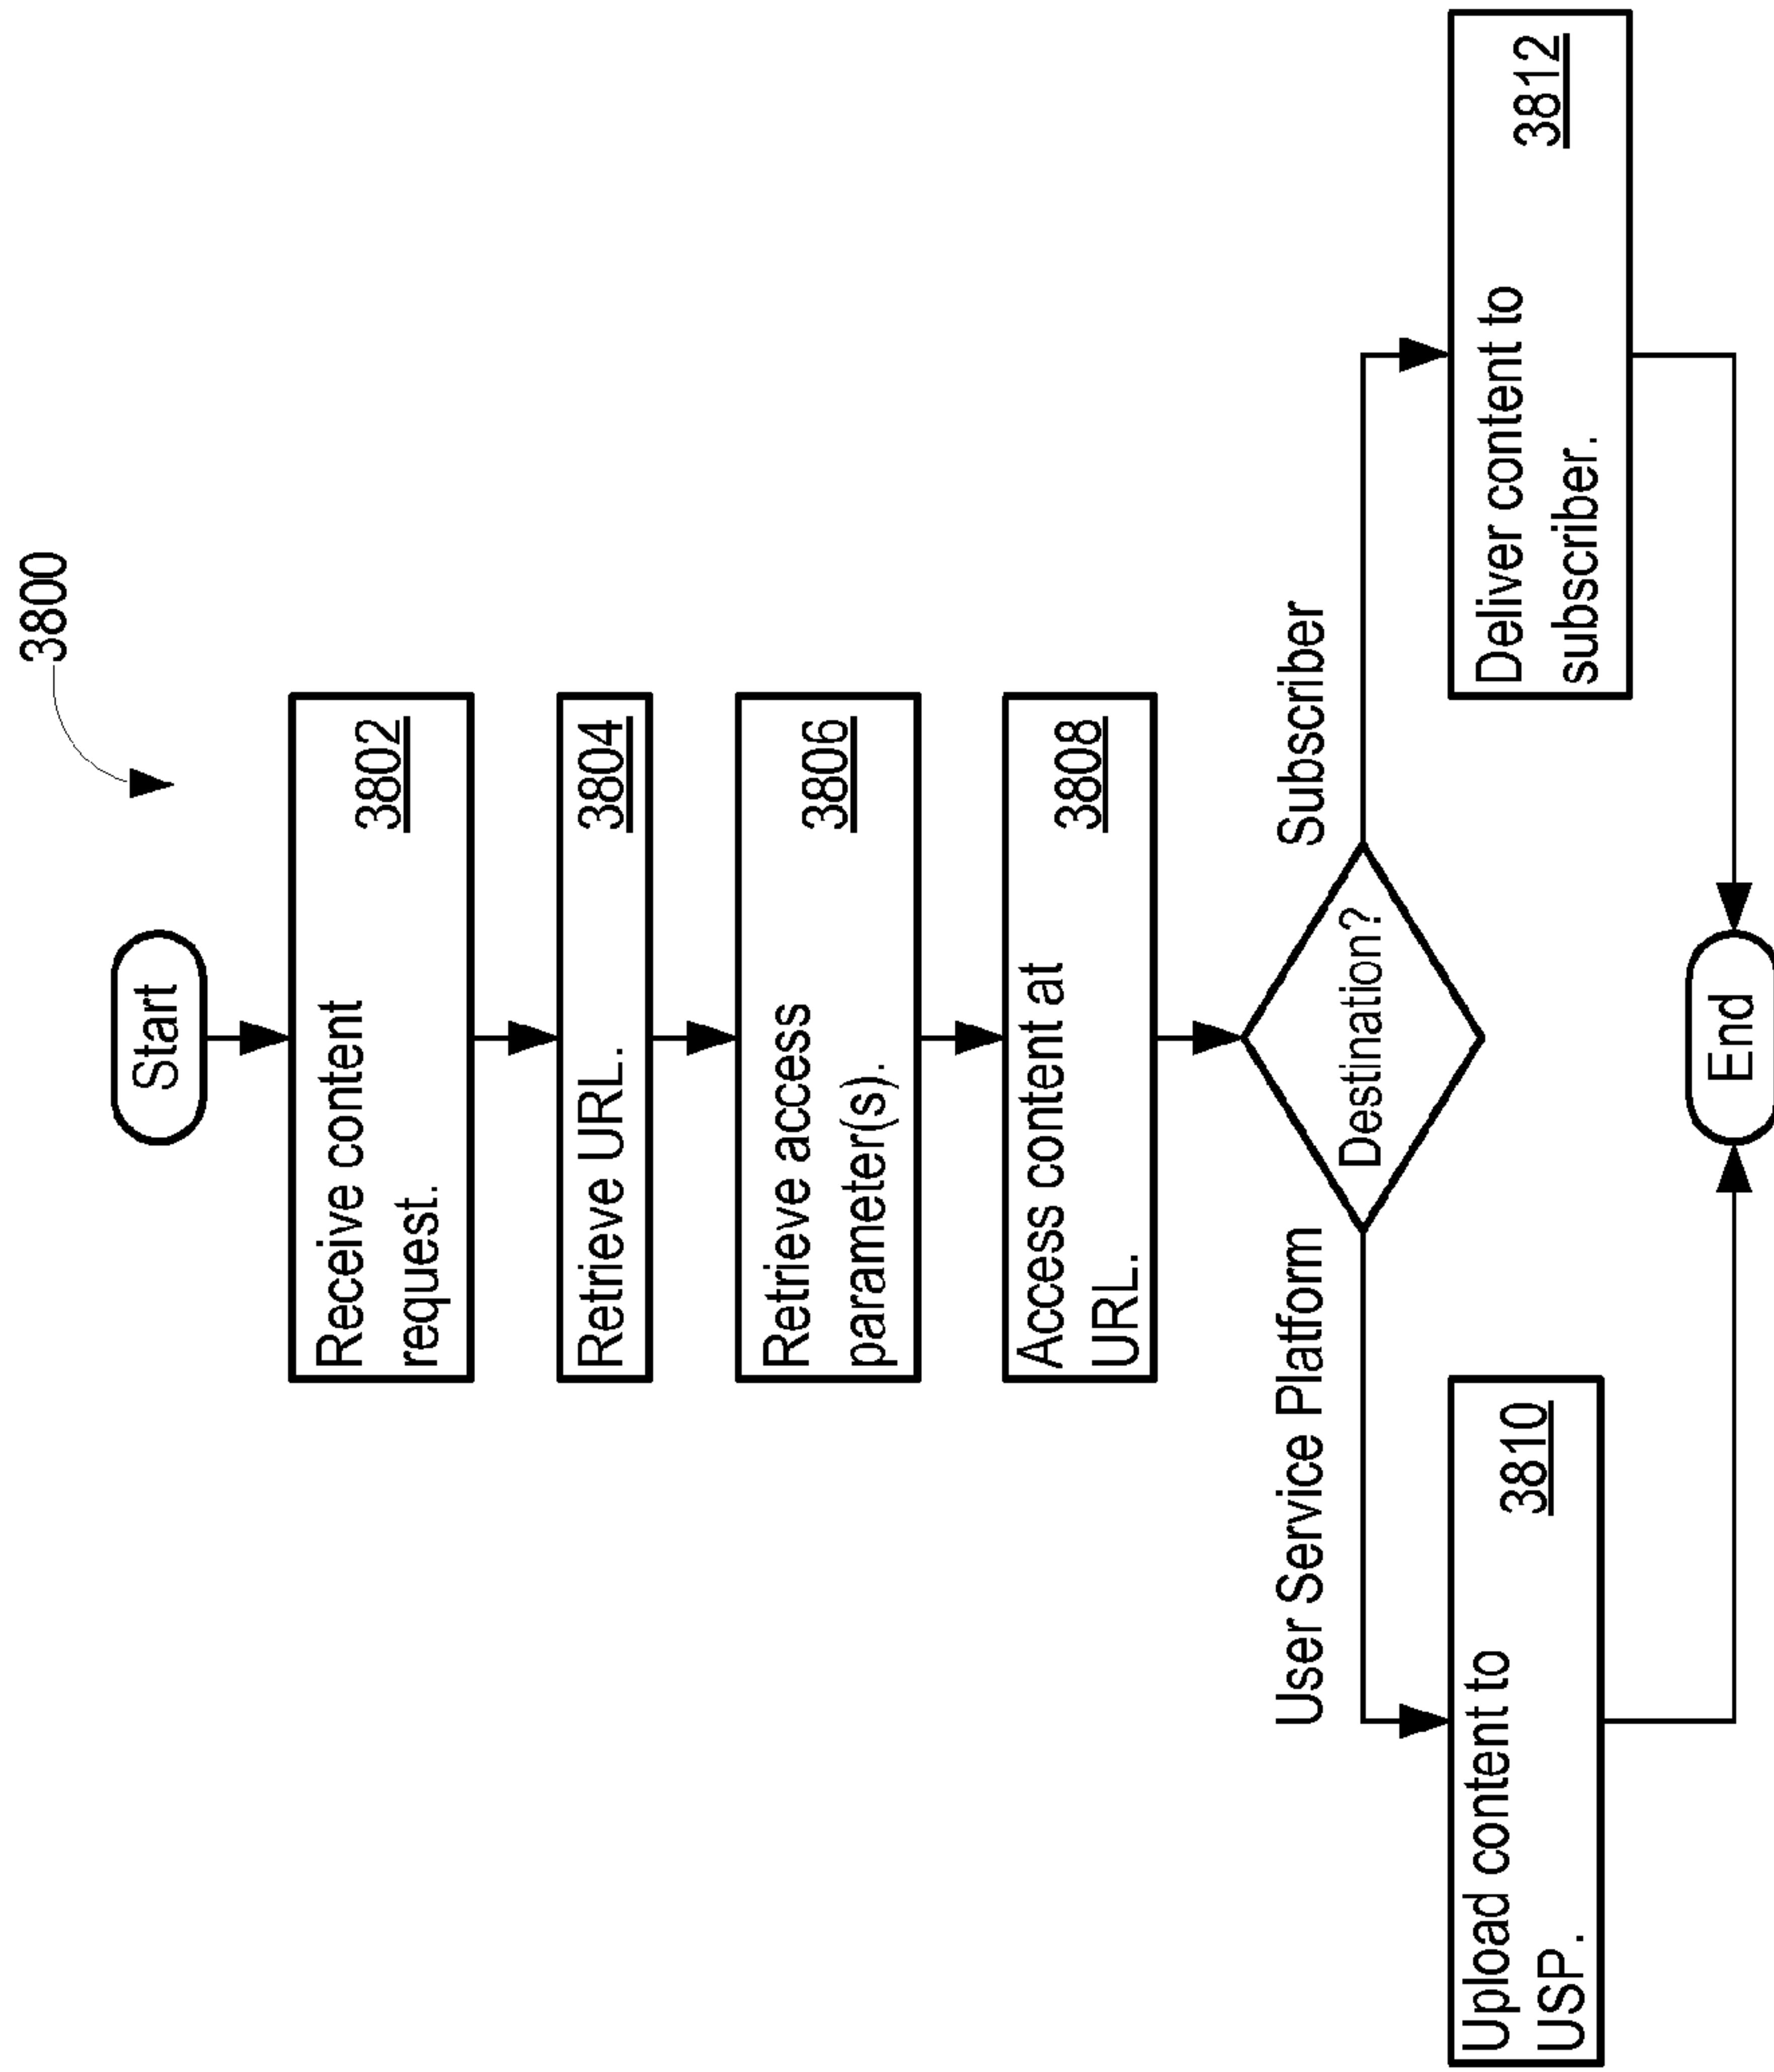 3800
Start
Receive content
request.
3802
Retrieve URL.
3804
Retrieve access
parameter(s).
3806
Access content at
URL.
3808
Destination?
User Service Platform
Subscriber
Upload content to
USP.
3810
Deliver content to
subscriber.
3812
End